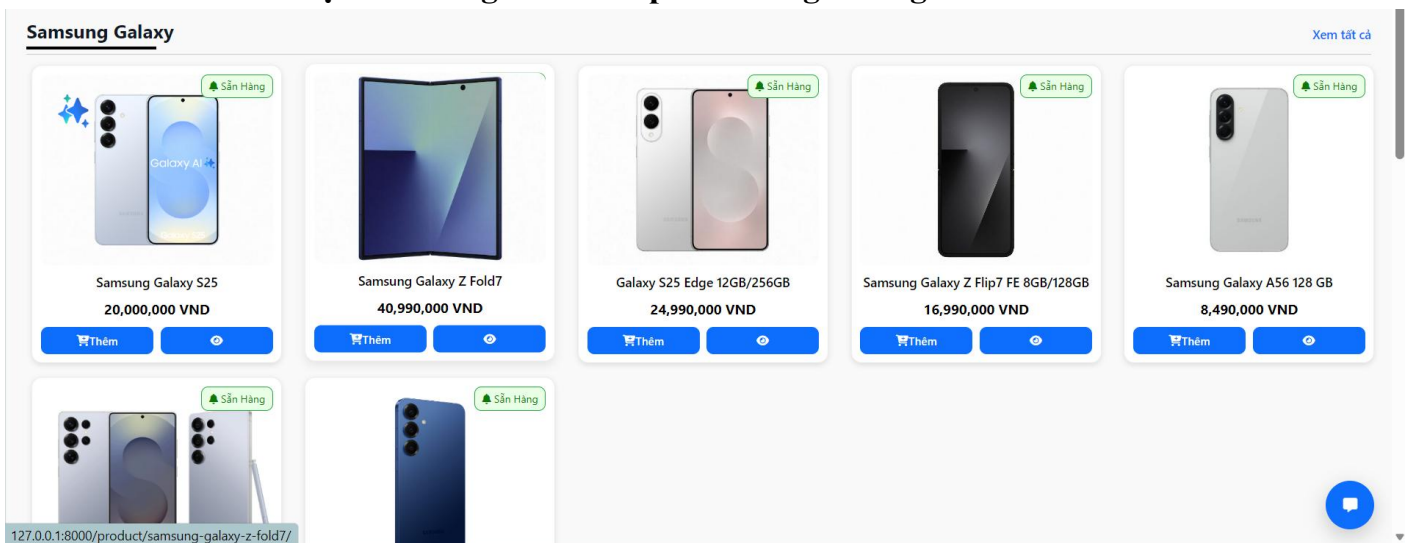 Samsung Galaxy
Xem tất cả
Sẵn Hàng
Sẵn Hàng
Sẵn Hàng
Sẵn Hàng
Galaxy AI
Samsung Galaxy S25
Samsung Galaxy Z Fold7
Galaxy S25 Edge 12GB/256GB
Samsung Galaxy Z Flip7 FE 8GB/128GB
Samsung Galaxy A56 128 GB
20,000,000 VND
40,990,000 VND
24,990,000 VND
16,990,000 VND
8,490,000 VND
Thêm
Thêm
Thêm
Thêm
Thêm
Sẵn Hàng
Sẵn Hàng
127.0.0.1:8000/product/samsung-galaxy-z-fold7/